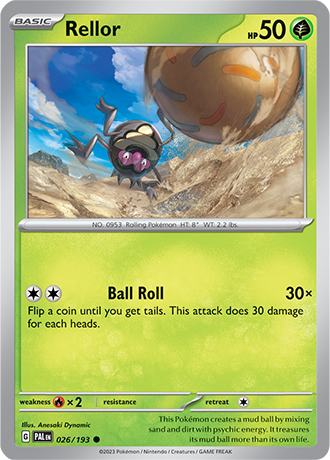 BASIC Rellor HP 50
NO. 0953 Rolling Pokémon HT: 8" WT: 2.2 lbs.
Ball Roll 30×
Flip a coin until you get tails. This attack does 30 damage
for each heads.
weakness ×2 resistance retreat
Illus. Anesaki Dynamic
G PAL EN 026/193
This Pokémon creates a mud ball by mixing
sand and dirt with psychic energy. It treasures
its mud ball more than its own life.
©2023 Pokémon / Nintendo / Creatures / GAME FREAK